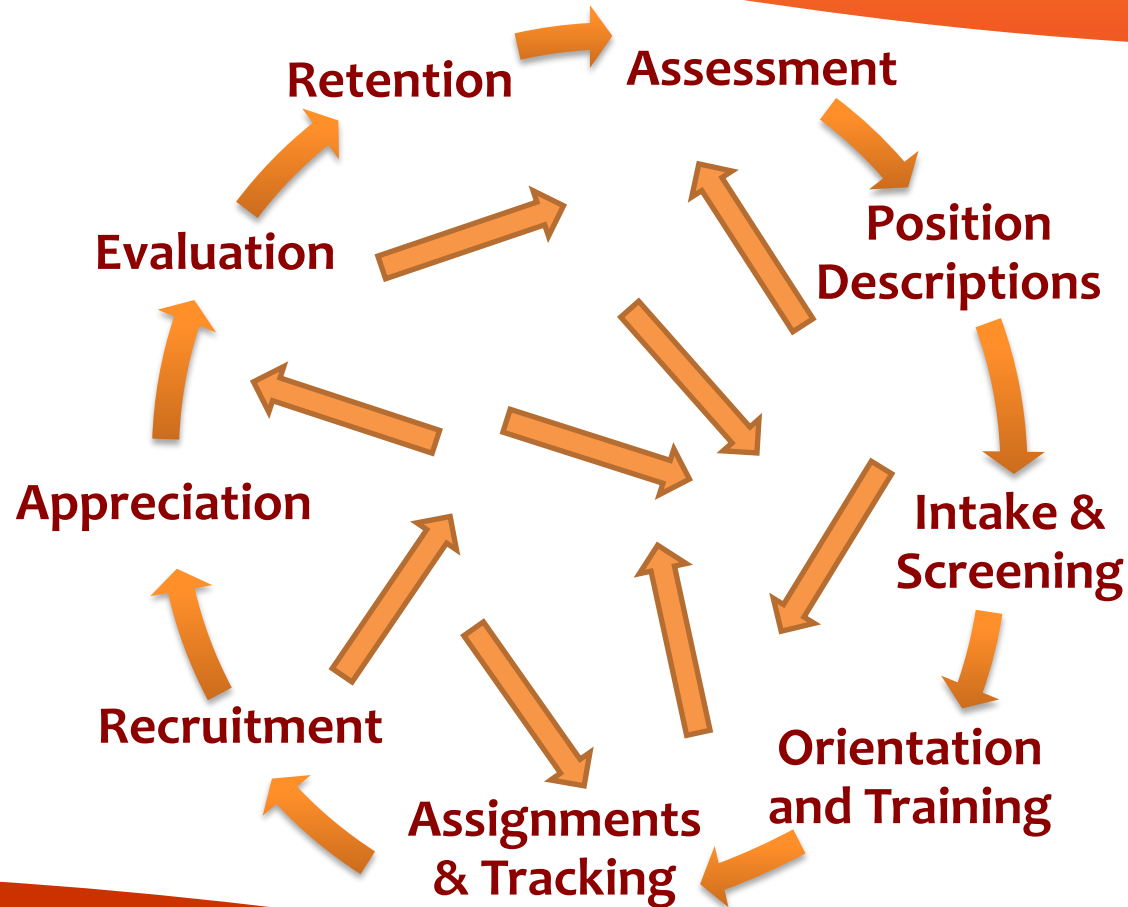 Retention
Assessment
Position
Descriptions
Evaluation
Intake &
Screening
Appreciation
Recruitment
Orientation
and Training
Assignments
& Tracking